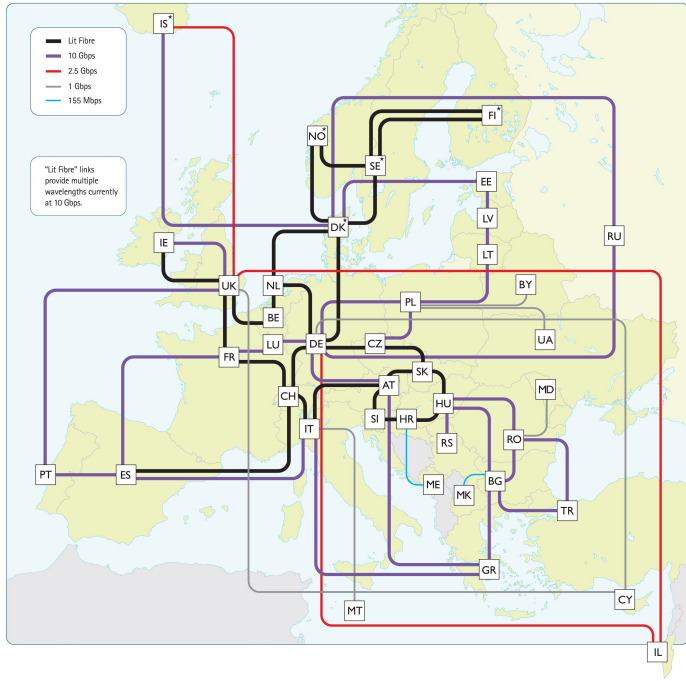 IS*
Lit Fibre
10 Gbps
2.5 Gbps
1 Gbps
155 Mbps
"Lit Fibre" links
provide multiple
wavelengths currently
at 10 Gbps.
NO*
FI*
SE*
EE
LV
DK*
RU
IE
LT
UK
NL
BY
PL
BE
UA
LU
DE
CZ
FR
SK
AT
MD
CH
HU
SI
HR
IT
RS
RO
PT
ES
ME
MK
BG
TR
GR
MT
CY
IL